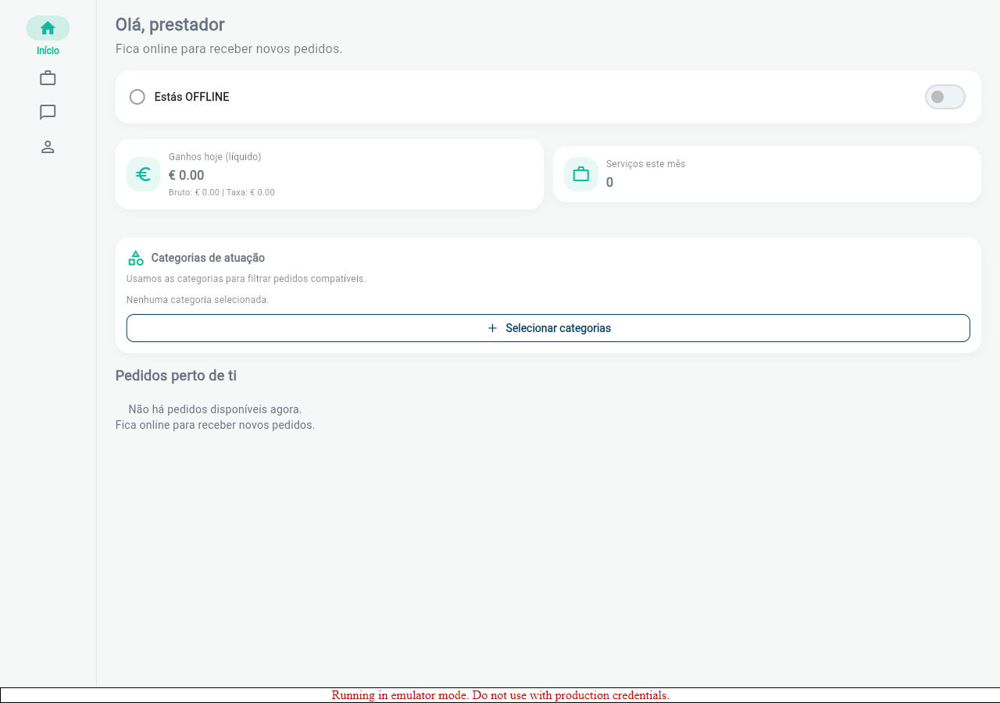 Olá, prestador
Fica online para receber novos pedidos.
Início
Estás OFFLINE
Ganhos hoje (líquido)
€ 0.00
Bruto: € 0.00 | Taxa: € 0.00
Serviços este mês
0
Categorias de atuação
Usamos as categorias para filtrar pedidos compatíveis.
Nenhuma categoria selecionada.
Selecionar categorias
Pedidos perto de ti
Não há pedidos disponíveis agora.
Fica online para receber novos pedidos.
Running in emulator mode. Do not use with production credentials.